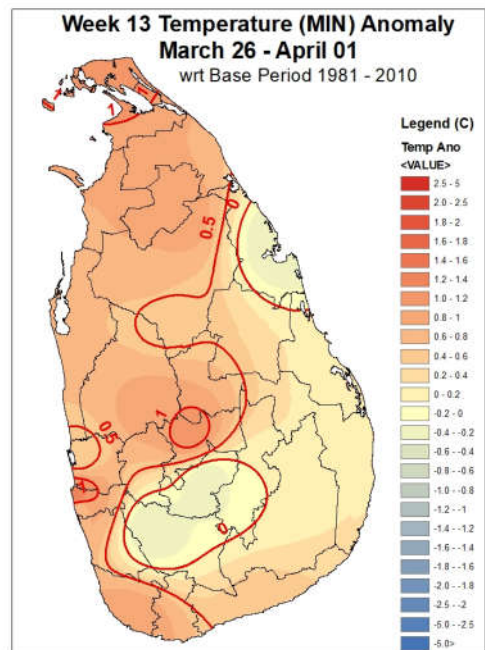 Week 13 Temperature (MIN) Anomaly
March 26 - April 01
wrt Base Period 1981 - 2010
Legend (C)
Temp Ano
<VALUE>
2.5 - 5
2.0 - 2.5
1.8 - 2
1.6 - 1.8
1.4 - 1.6
1.2 - 1.4
1.0 - 1.2
0.8 - 1
0.6 - 0.8
0.4 - 0.6
0.2 - 0.4
0 - 0.2
-0.2 - 0
-0.4 - -0.2
-0.6 - -0.4
-0.8 - -0.6
-1.0 - -0.8
-1.2 - -1
-1.4 - -1.2
-1.6 - -1.4
-1.8 - -1.6
-2.0 - -1.8
-2.5 - -2
-5.0 - -2.5
-5.0>
1
1
0
0.5
0.5
1
0